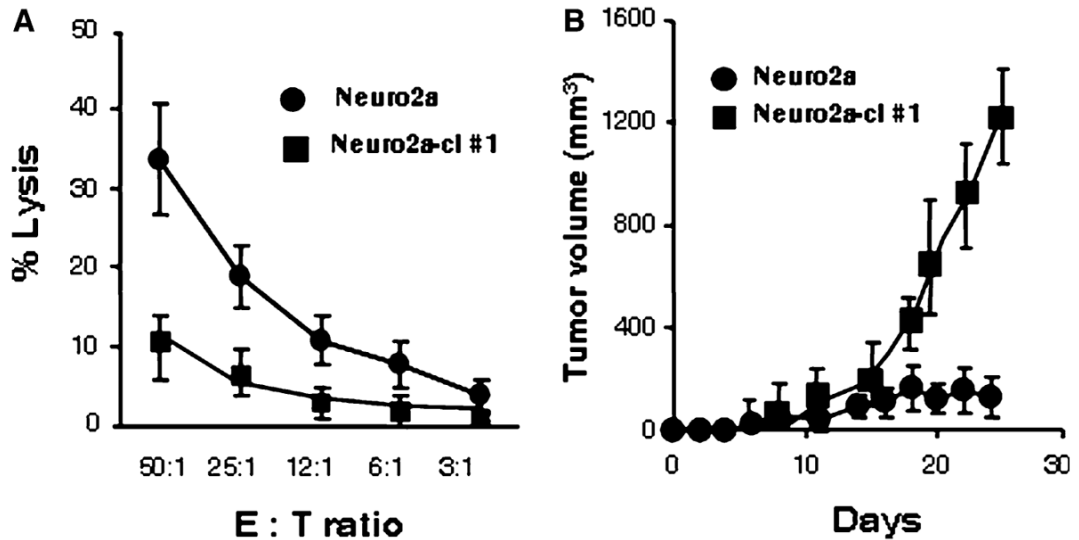 A
50
40
30
20
10
0
% Lysis
Neuro2a
Neuro2a-cl #1
50:1 25:1 12:1 6:1 3:1
E : T ratio
B
1600
1200
800
400
0
Tumor volume (mm³)
Neuro2a
Neuro2a-cl #1
0 10 20 30
Days